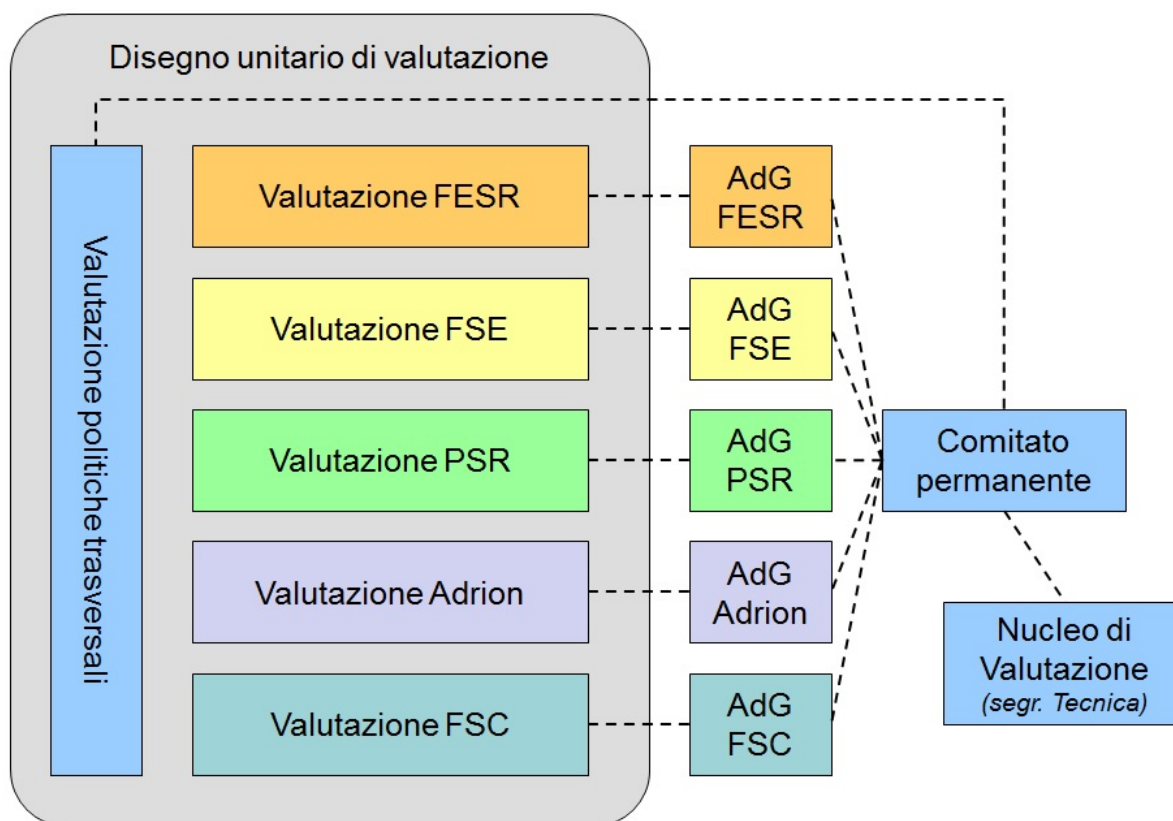 Disegno unitario di valutazione
Valutazione politiche trasversali
Valutazione FESR
AdG
FESR
Valutazione FSE
AdG
FSE
Valutazione PSR
AdG
PSR
Comitato
permanente
Valutazione Adrion
AdG
Adrion
Nucleo di
Valutazione
(segr. Tecnica)
Valutazione FSC
AdG
FSC